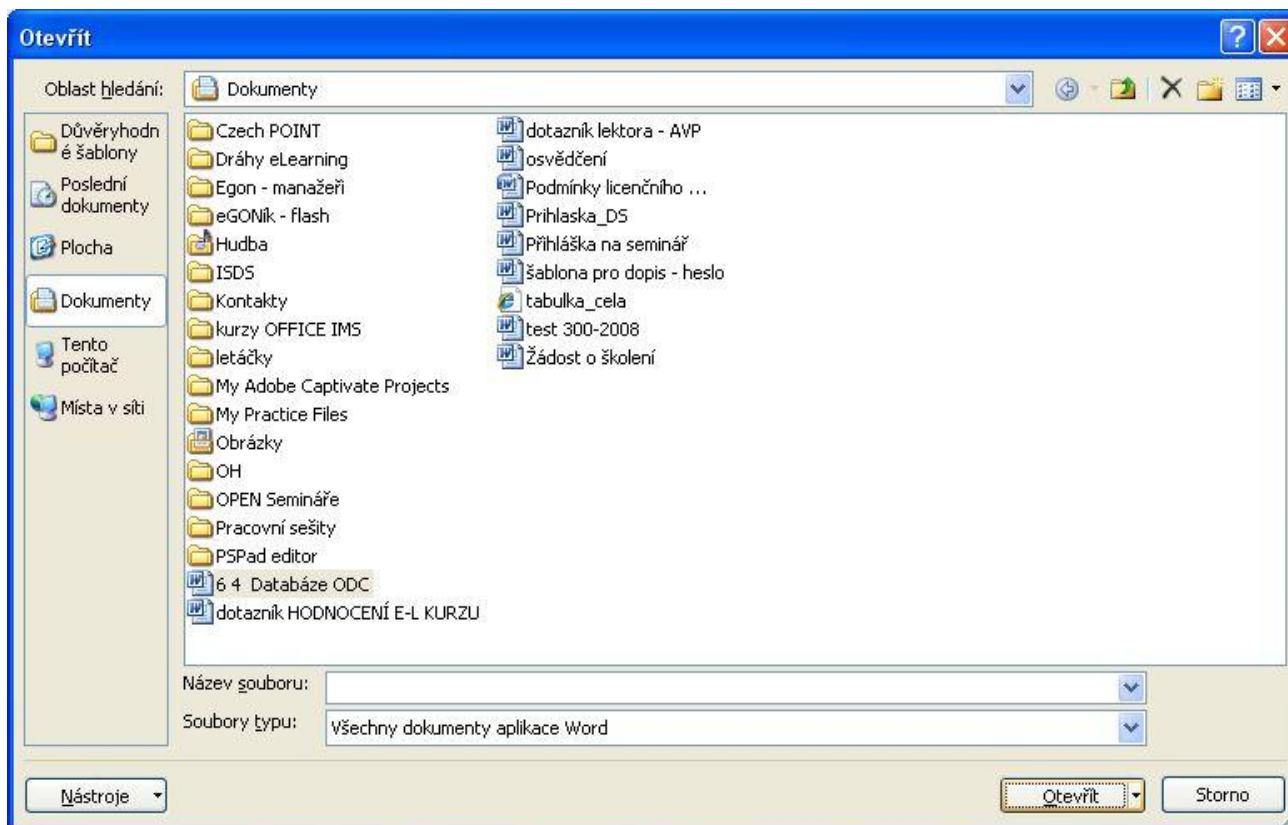 Otevřít
Oblast hledání:
Dokumenty
Důvěryhodn
é šablony
Poslední
dokumenty
Plocha
Dokumenty
Tento
počítač
Místa v síti
Czech POINT
Dráhy eLearning
Egon - manažeři
eGONík - flash
Hudba
ISDS
Kontakty
kurzy OFFICE IMS
letáčky
My Adobe Captivate Projects
My Practice Files
Obrázky
OH
OPEN Semináře
Pracovní sešity
PSPad editor
6 4 Databáze ODC
dotazník HODNOCENÍ E-L KURZU
dotazník lektora - AVP
osvědčení
Podmínky licenčního ...
Prihlaska_DS
Přihláška na seminář
šablona pro dopis - heslo
tabulka_cela
test 300-2008
Žádost o školení
Název souboru:
Soubory typu:
Všechny dokumenty aplikace Word
Nástroje
Otevřít
Storno